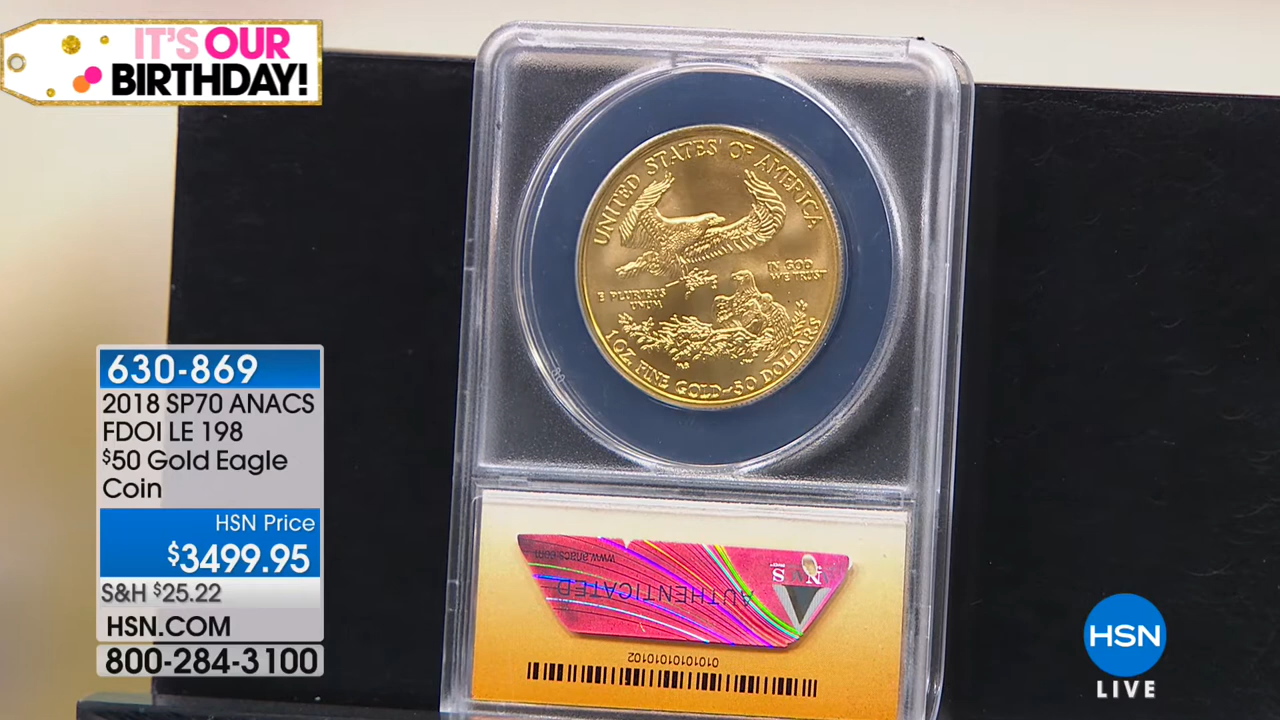 IT'S OUR
BIRTHDAY!
UNITED STATES OF AMERICA
IN GOD
WE TRUST
E PLURIBUS
UNUM
1 OZ. FINE GOLD~50 DOLLARS
630-869
2018 SP70 ANACS
FDOI LE 198
$50 Gold Eagle
Coin
HSN Price
$3499.95
S&H $25.22
HSN.COM
800-284-3100
www.anacs.com
AUTHENTICATED
0101010101010102
HSN
LIVE